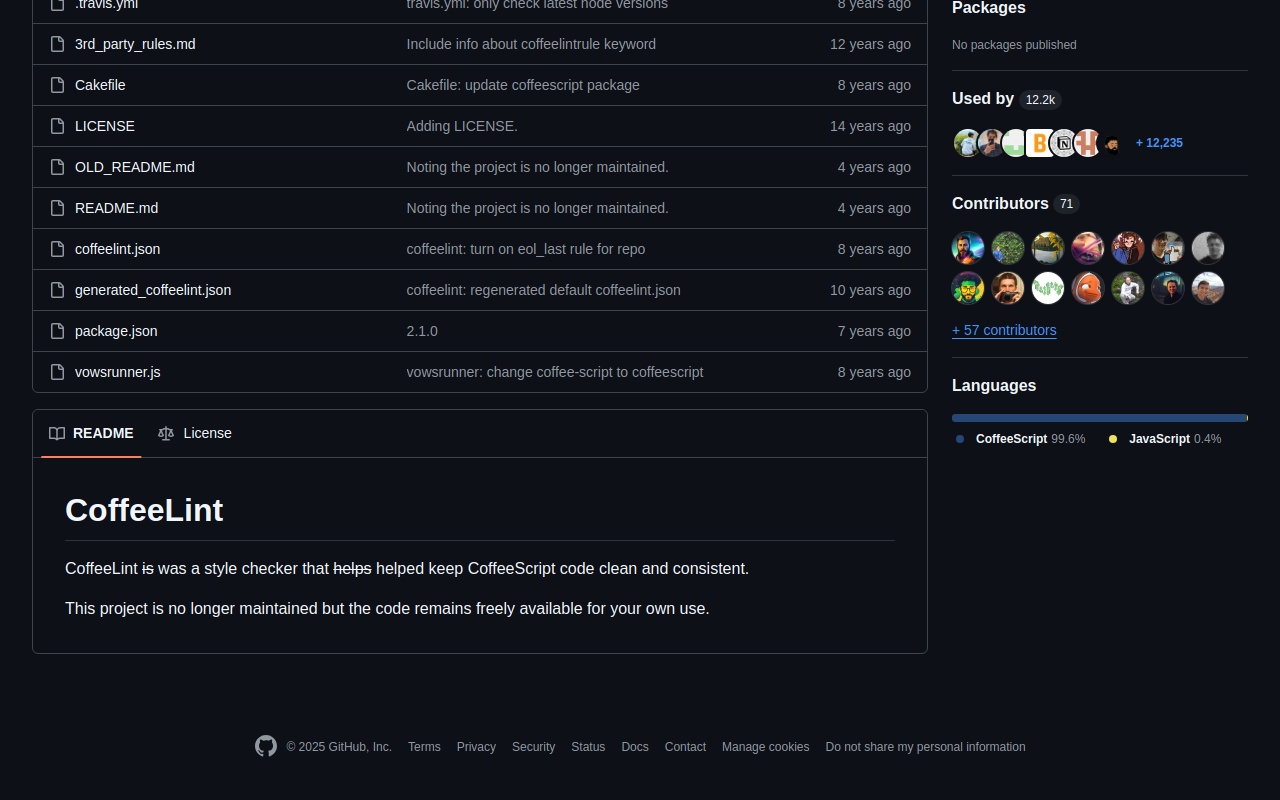 .travis.yml travis.yml: only check latest node versions 8 years ago
3rd_party_rules.md Include info about coffeelintrule keyword 12 years ago
Cakefile Cakefile: update coffeescript package 8 years ago
LICENSE Adding LICENSE. 14 years ago
OLD_README.md Noting the project is no longer maintained. 4 years ago
README.md Noting the project is no longer maintained. 4 years ago
coffeelint.json coffeelint: turn on eol_last rule for repo 8 years ago
generated_coffeelint.json coffeelint: regenerated default coffeelint.json 10 years ago
package.json 2.1.0 7 years ago
vowsrunner.js vowsrunner: change coffee-script to coffeescript 8 years ago
README License
CoffeeLint
CoffeeLint is was a style checker that helps helped keep CoffeeScript code clean and consistent.
This project is no longer maintained but the code remains freely available for your own use.
Packages
No packages published
Used by 12.2k
B
+ 12,235
Contributors 71
+ 57 contributors
Languages
CoffeeScript 99.6% JavaScript 0.4%
© 2025 GitHub, Inc. Terms Privacy Security Status Docs Contact Manage cookies Do not share my personal information